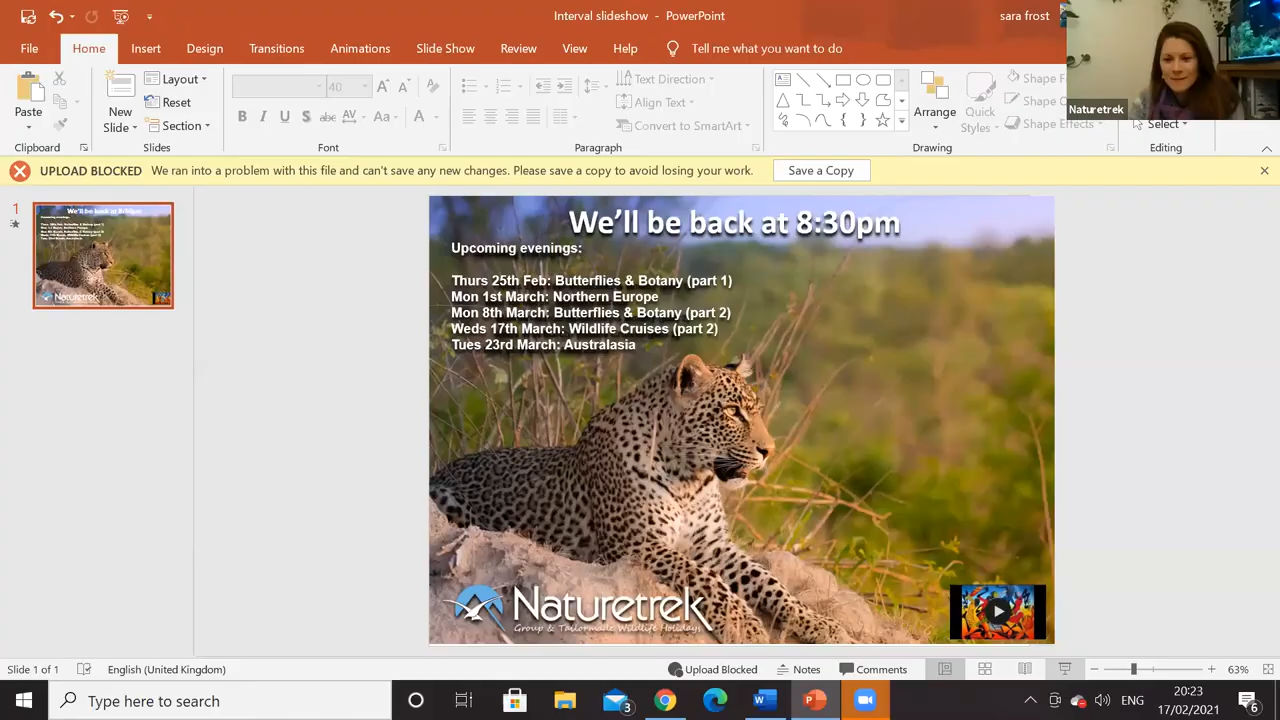 Interval slideshow - PowerPoint
sara frost
File Home Insert Design Transitions Animations Slide Show Review View Help Tell me what you want to do
Paste
Clipboard
New Slide
Layout
Reset
Section
Slides
40
B I U S abc AV Aa A
Font
Text Direction
Align Text
Convert to SmartArt
Paragraph
Arrange
Quick Styles
Shape Effects
Drawing
Select
Editing
Naturetrek
UPLOAD BLOCKED We ran into a problem with this file and can't save any new changes. Please save a copy to avoid losing your work. Save a Copy
1
We'll be back at 8:30pm
Upcoming evenings:
Thurs 25th Feb: Butterflies & Botany (part 1)
Mon 1st March: Northern Europe
Mon 8th March: Butterflies & Botany (part 2)
Weds 17th March: Wildlife Cruises (part 2)
Tues 23rd March: Australasia
Naturetrek
Group & Tailormade Wildlife Holidays
Slide 1 of 1 English (United Kingdom) Upload Blocked Notes Comments 63%
Type here to search
3
ENG
20:23
17/02/2021
6